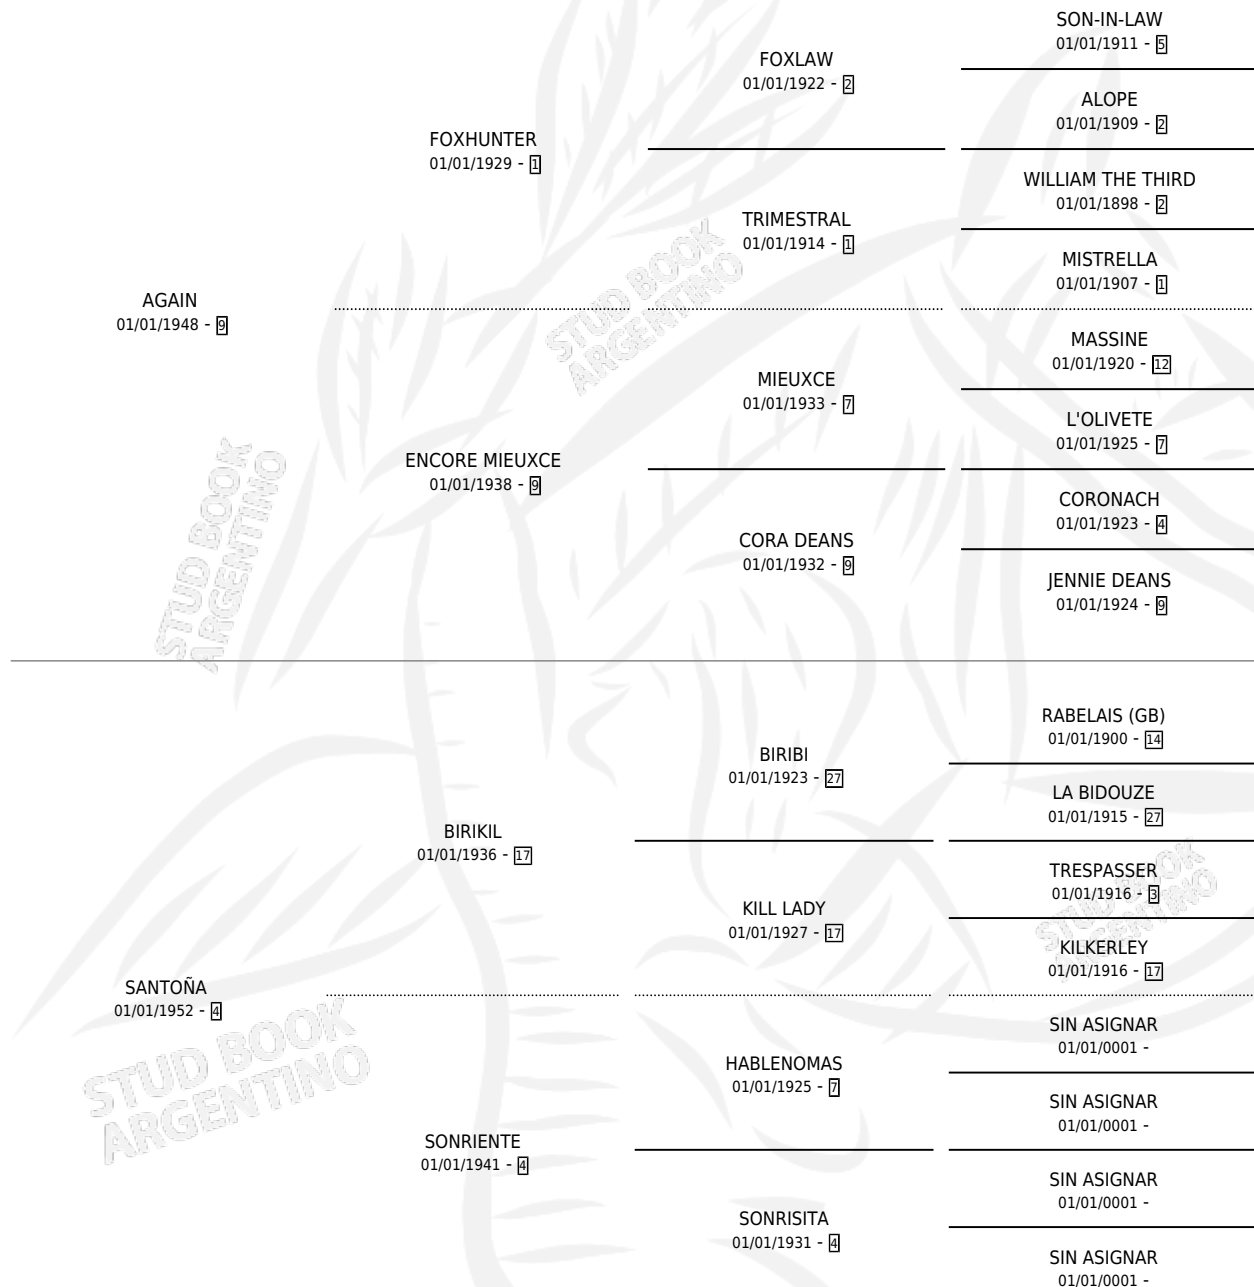 SON-IN-LAW
01/01/1911 - 5
FOXLAW
01/01/1922 - 2
ALOPE
01/01/1909 - 2
FOXHUNTER
01/01/1929 - 1
WILLIAM THE THIRD
01/01/1898 - 2
TRIMESTRAL
01/01/1914 - 1
MISTRELLA
01/01/1907 - 1
AGAIN
01/01/1948 - 9
MASSINE
01/01/1920 - 12
MIEUXCE
01/01/1933 - 7
L'OLIVETE
01/01/1925 - 7
ENCORE MIEUXCE
01/01/1938 - 9
CORONACH
01/01/1923 - 4
CORA DEANS
01/01/1932 - 9
JENNIE DEANS
01/01/1924 - 9
RABELAIS (GB)
01/01/1900 - 14
BIRIBI
01/01/1923 - 27
LA BIDOUZE
01/01/1915 - 27
BIRIKIL
01/01/1936 - 17
TRESPASSER
01/01/1916 - 3
KILL LADY
01/01/1927 - 17
KILKERLEY
01/01/1916 - 17
SANTOÑA
01/01/1952 - 4
SIN ASIGNAR
01/01/0001 -
HABLENOMAS
01/01/1925 - 7
SIN ASIGNAR
01/01/0001 -
SONRIENTE
01/01/1941 - 4
SIN ASIGNAR
01/01/0001 -
SONRISITA
01/01/1931 - 4
SIN ASIGNAR
01/01/0001 -
STUD BOOK
ARGENTINO
STUD BOOK
ARGENTINO
STUD BOOK
ARGENTINO
STUD BOOK
ARGENTINO